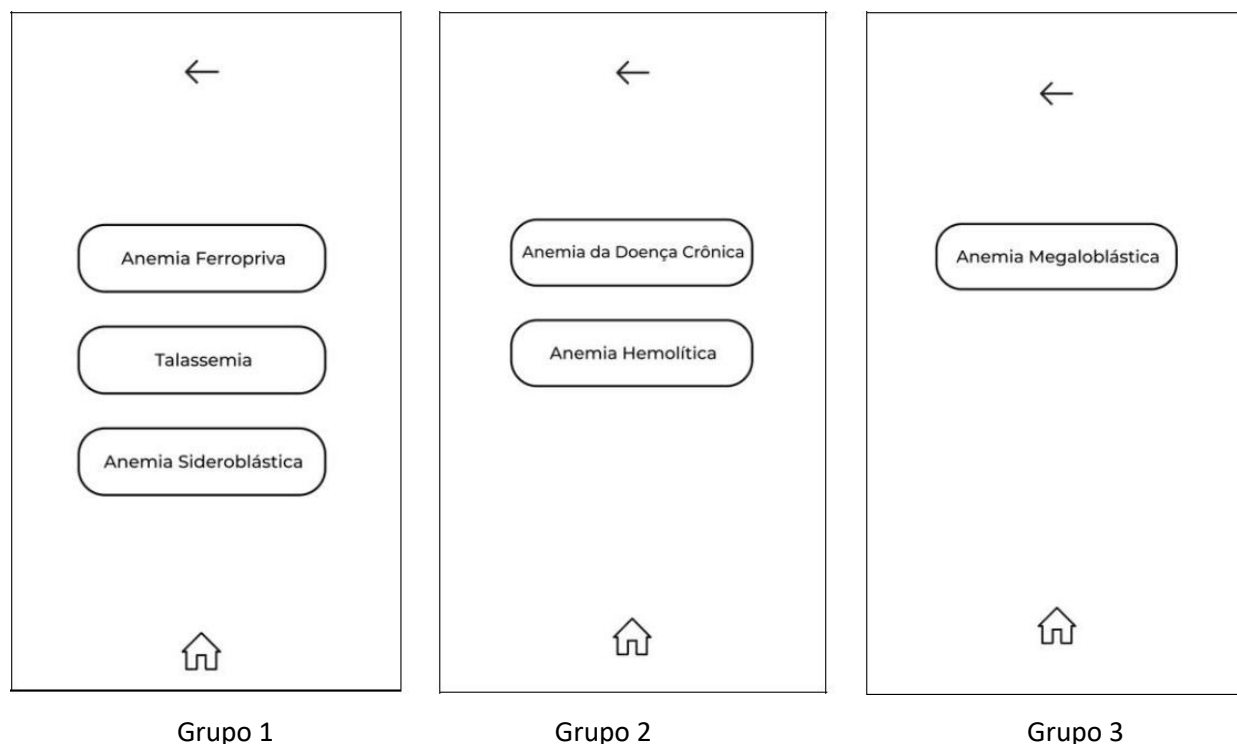 Anemia Ferropriva
Talassemia
Anemia Sideroblástica
Grupo 1
Anemia da Doença Crônica
Anemia Hemolítica
Grupo 2
Anemia Megaloblástica
Grupo 3